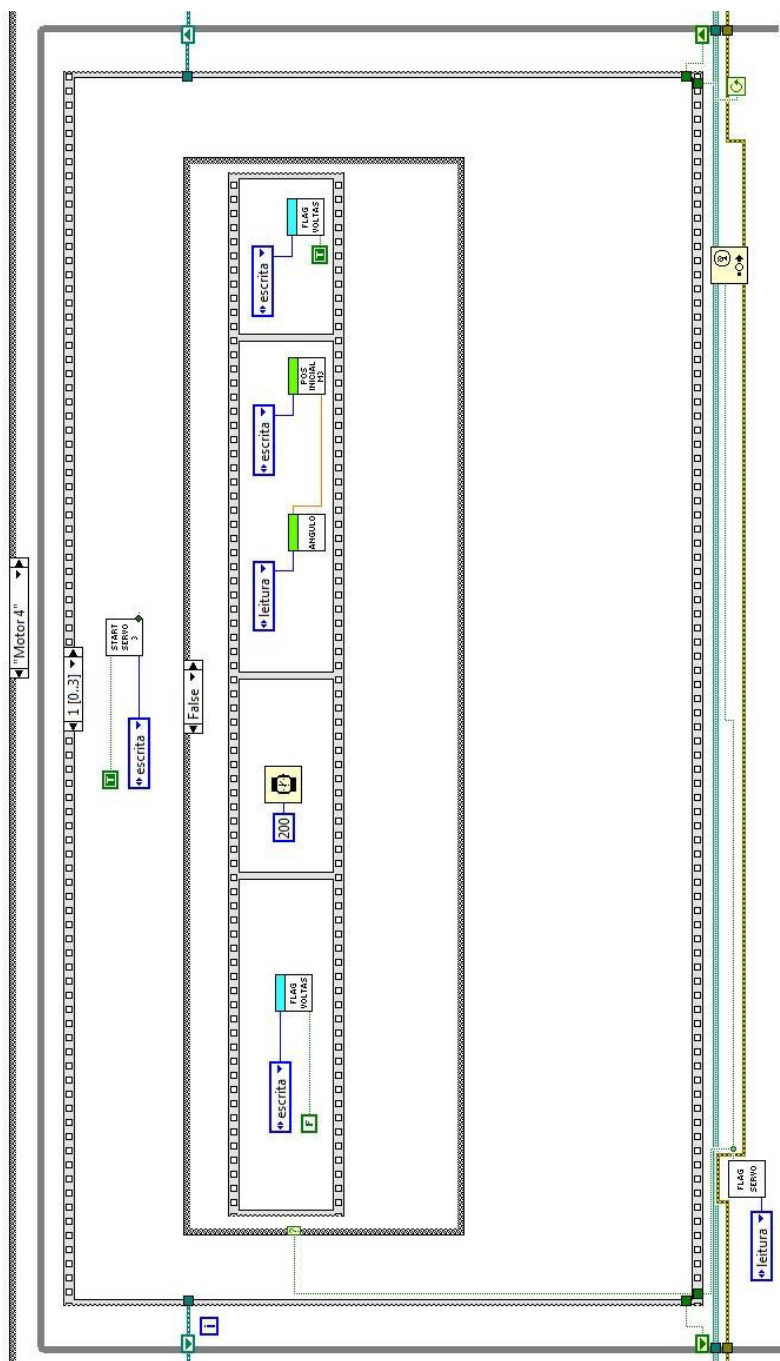 "Motor 4"
1 [0..3]
T
START
SERVO
3
escrita
False
escrita
FLAG
VOLTAS
F
200
leitura
ANGULO
escrita
POS
INICIAL
M3
escrita
FLAG
VOLTAS
T
?
i
FLAG
SERVO
leitura